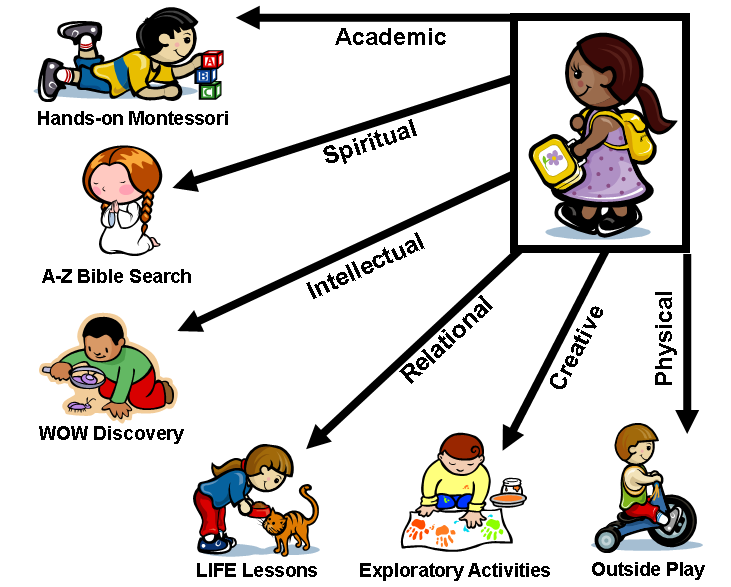 Academic
A
B
C
Hands-on Montessori
Spiritual
A-Z Bible Search
Intellectual
WOW Discovery
Relational
LIFE Lessons
Creative
Exploratory Activities
Physical
Outside Play